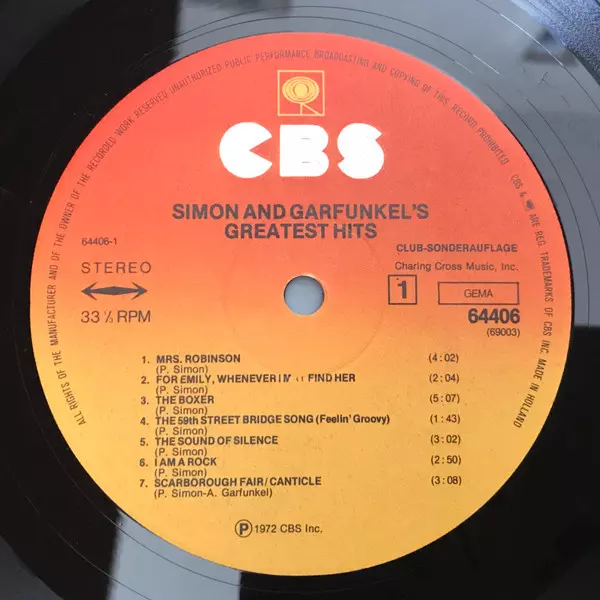 ALL RIGHTS OF THE MANUFACTURER AND OF THE OWNER OF THE RECORDED WORK RESERVED UNAUTHORIZED PUBLIC PERFORMANCE BROADCASTING AND COPYING OF THIS RECORD PROHIBITED
CBS & ARE REG. TRADEMARKS OF CBS INC. MADE IN HOLLAND
CBS
SIMON AND GARFUNKEL'S
GREATEST HITS
64406-1
CLUB-SONDERAUFLAGE
STEREO
Charing Cross Music, Inc.
1 GEMA
33⅓ RPM
64406
(69003)
1. MRS. ROBINSON (4:02)
(P. Simon)
2. FOR EMILY, WHENEVER I FIND HER (2:04)
(P. Simon)
3. THE BOXER (5:07)
(P. Simon)
4. THE 59th STREET BRIDGE SONG (Feelin' Groovy) (1:43)
(P. Simon)
5. THE SOUND OF SILENCE (3:02)
(P. Simon)
6. I AM A ROCK (2:50)
(P. Simon)
7. SCARBOROUGH FAIR/CANTICLE (3:08)
(P. Simon-A. Garfunkel)
Ⓟ 1972 CBS Inc.